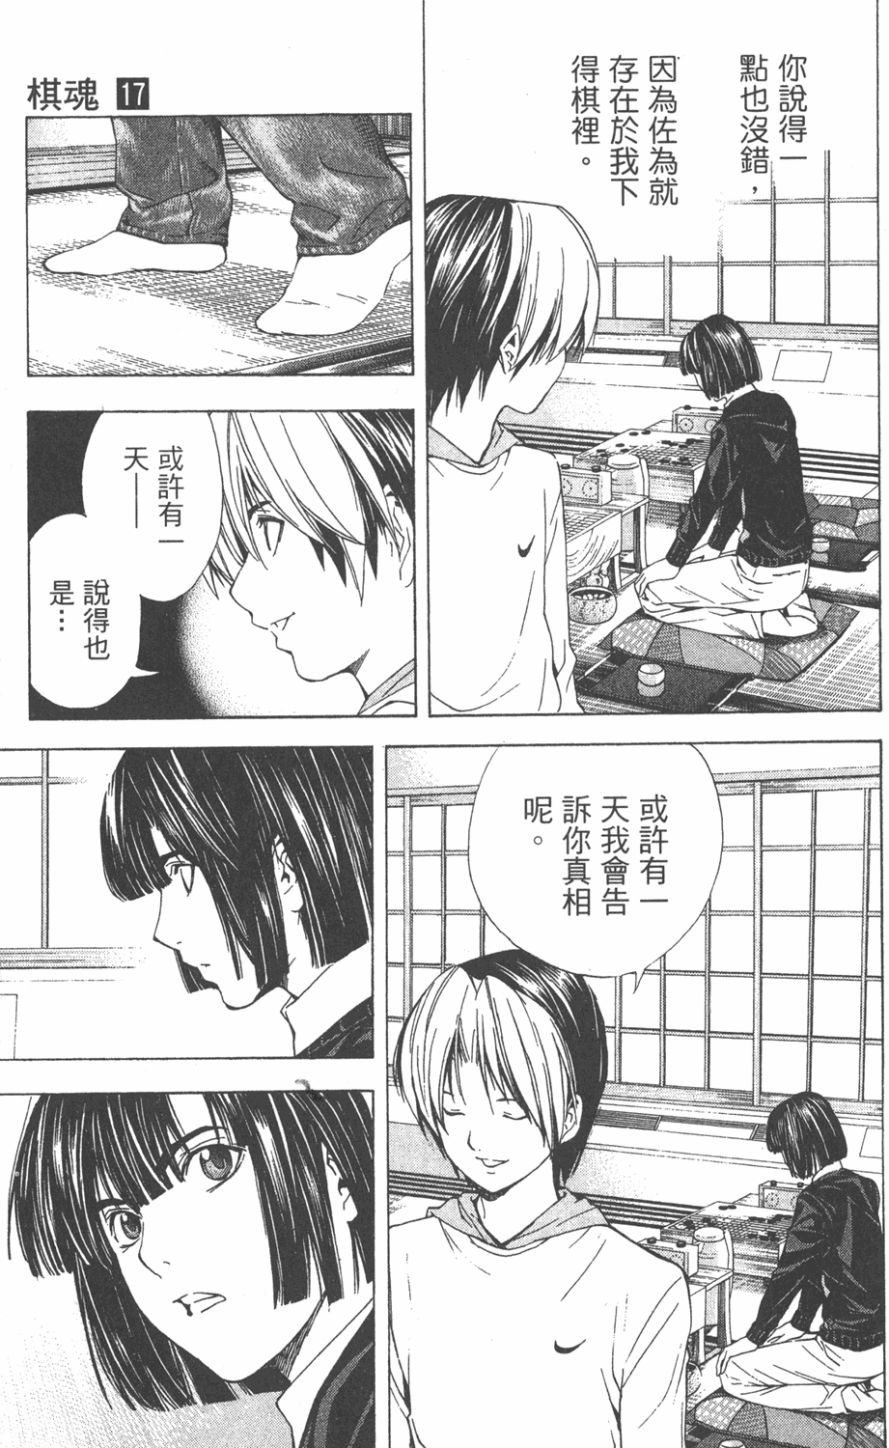 你說得一
點也沒錯，
因為佐為就
存在於我下
得棋裡。
棋魂 17
或許有一
天——
說得也
是…
或許有一
天我會告
訴你真相
呢。